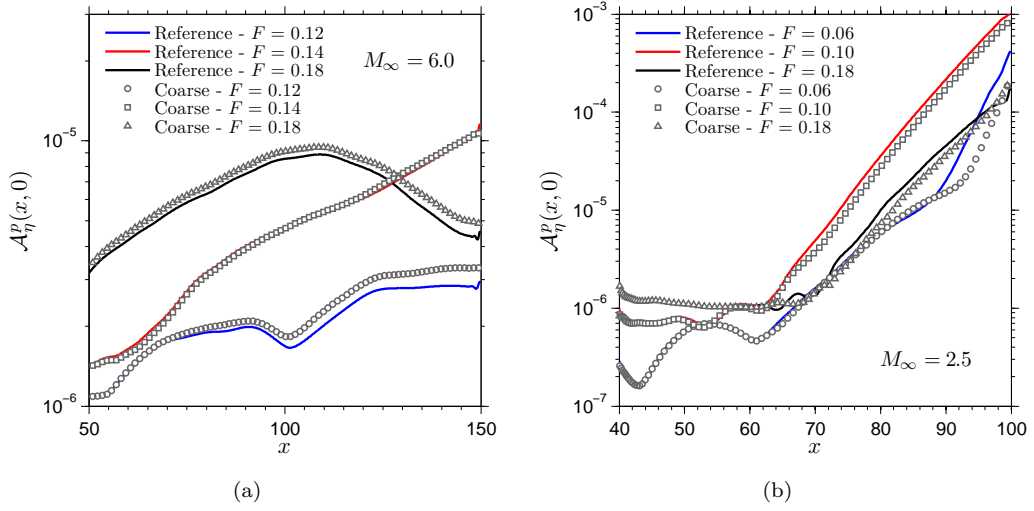 Reference - F = 0.12
Reference - F = 0.14
Reference - F = 0.18
Coarse - F = 0.12
Coarse - F = 0.14
Coarse - F = 0.18
M∞ = 6.0
10⁻⁵
10⁻⁶
𝒜ᵖ_η(x, 0)
50
100
150
x
(a)
Reference - F = 0.06
Reference - F = 0.10
Reference - F = 0.18
Coarse - F = 0.06
Coarse - F = 0.10
Coarse - F = 0.18
M∞ = 2.5
10⁻³
10⁻⁴
10⁻⁵
10⁻⁶
10⁻⁷
𝒜ᵖ_η(x, 0)
40 50 60 70 80 90 100
x
(b)